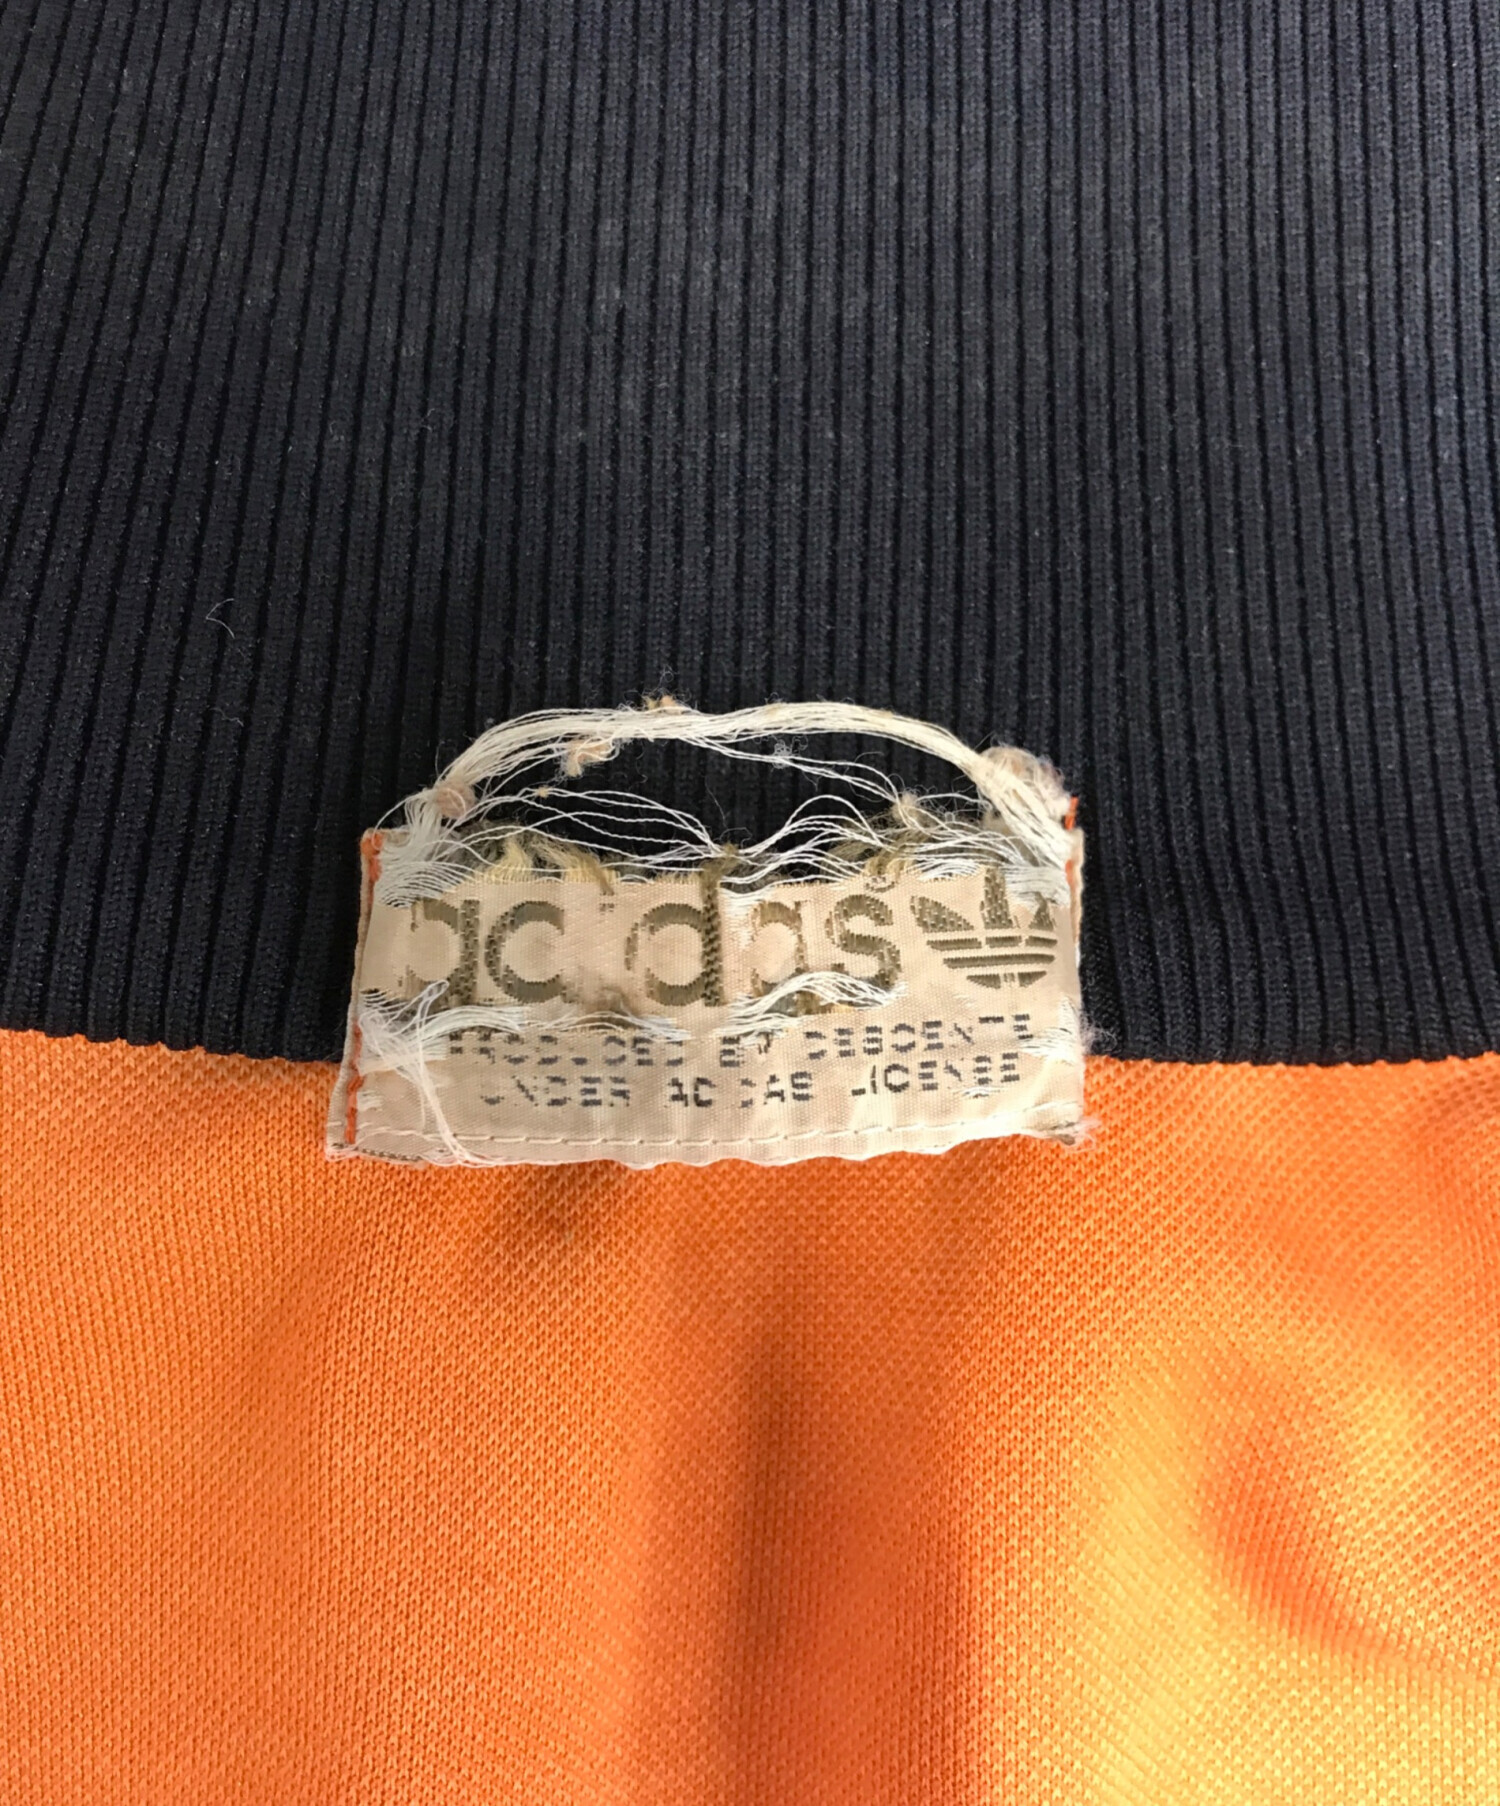 adidas
PRODUCED BY DESCENTE
UNDER ADIDAS LICENSE